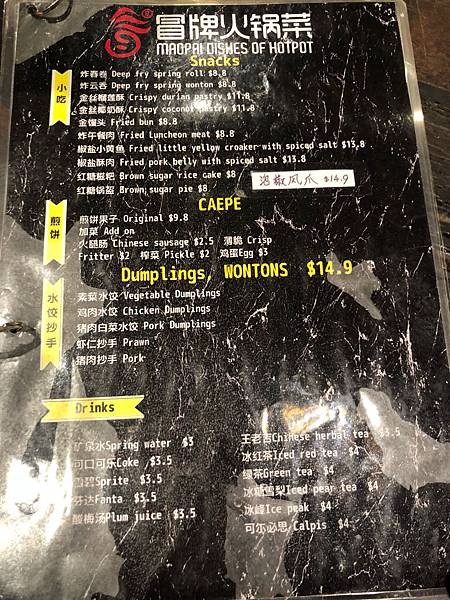 冒牌火锅菜
MAOPAI DISHES OF HOTPOT
Snacks
小吃
炸春卷 Deep fry spring roll $8.8
炸云吞 Deep fry spring wonton $8.8
金丝榴莲酥 Crispy durian pastry $11.8
金丝椰奶酥 Crispy coconut pastry $11.8
金馒头 Fried bun $8.8
炸午餐肉 Fried Luncheon meat $8.8
椒盐小黄鱼 Fried little yellow croaker with spiced salt $13.8
椒盐酥肉 Fried pork belly with spiced salt $13.8
红糖糍粑 Brown sugar rice cake $8
泡椒凤爪 $14.9
红糖锅盔 Brown sugar pie $8
CAEPE
煎饼
煎饼果子 Original $9.8
加菜 Add on
火腿肠 Chinese sausage $2.5 薄脆 Crisp
Fritter $2 榨菜 Pickle $2 鸡蛋Egg $3
Dumplings, WONTONS $14.9
水饺抄手
素菜水饺 Vegetable Dumplings
鸡肉水饺 Chicken Dumplings
猪肉白菜水饺 Pork Dumplings
虾仁抄手 Prawn
猪肉抄手 Pork
Drinks
矿泉水Spring water $3
可口可乐Coke $3.5
雪碧Sprite $3.5
芬达Fanta $3.5
酸梅汤Plum juice $3.5
王老吉Chinese herbal tea $3.5
冰红茶Iced red tea $4
绿茶Green tea $4
冰糖雪梨Iced pear tea $4
冰峰Ice peak $4
可尔必思 Calpis $4